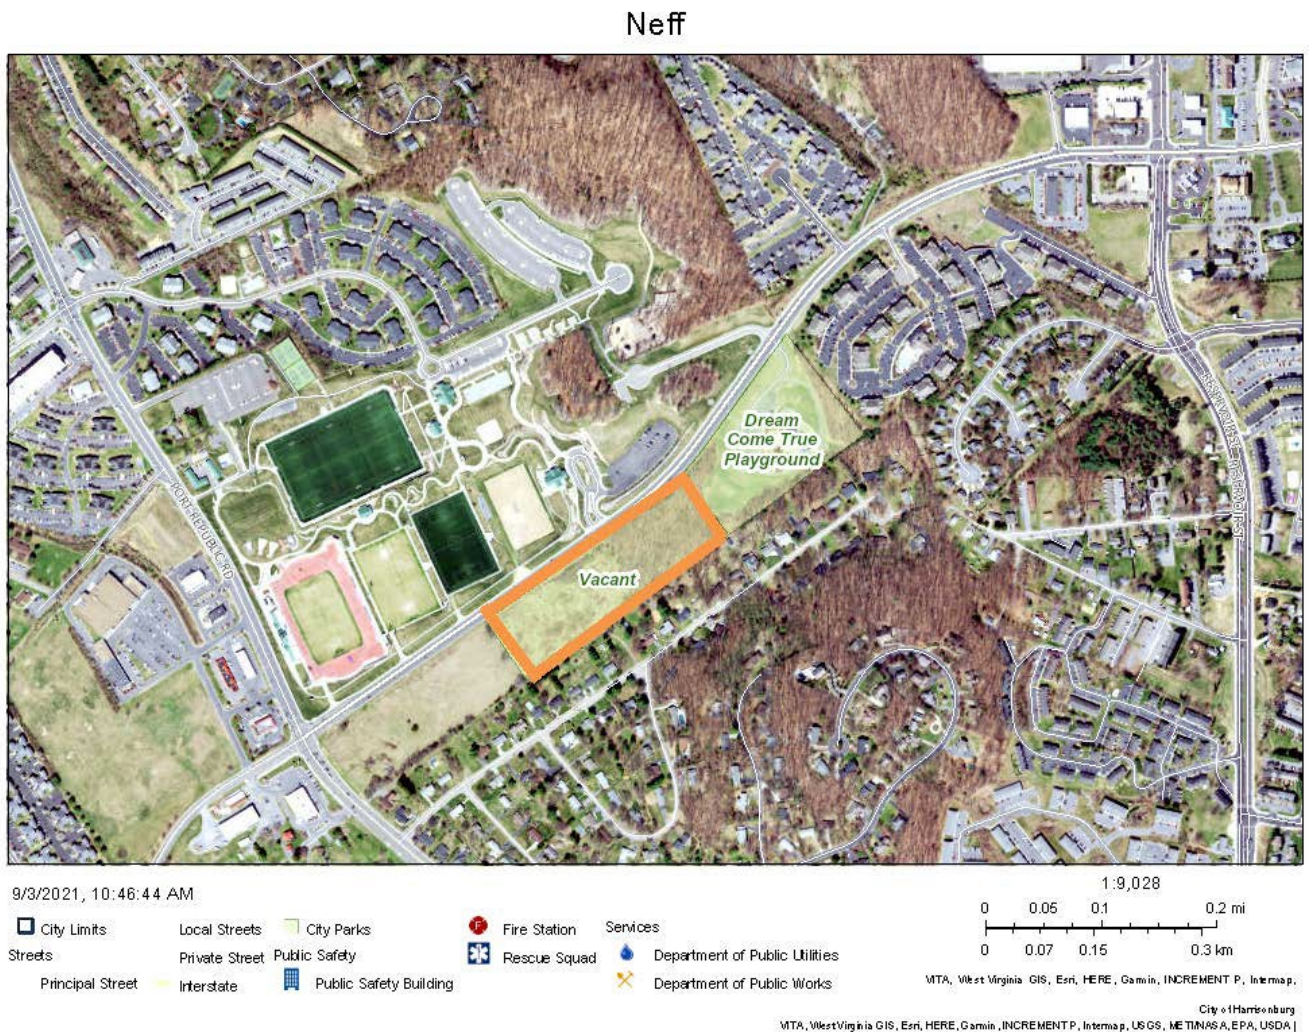 Neff
Dream
Come True
Playground
Vacant
PORT REPUBLIC RD
9/3/2021, 10:46:44 AM
1:9,028
0 0.05 0.1 0.2 mi
0 0.07 0.15 0.3 km
City Limits
Streets
Principal Street
Local Streets
Private Street
Interstate
City Parks
Public Safety
Public Safety Building
Fire Station
Rescue Squad
Services
Department of Public Utilities
Department of Public Works
VITA, West Virginia GIS, Esri, HERE, Garmin, INCREMENT P, Intermap,
City of Harrisonburg
VITA, West Virginia GIS, Esri, HERE, Garmin, INCREMENT P, Intermap, USGS, METI/NASA, EPA, USDA |